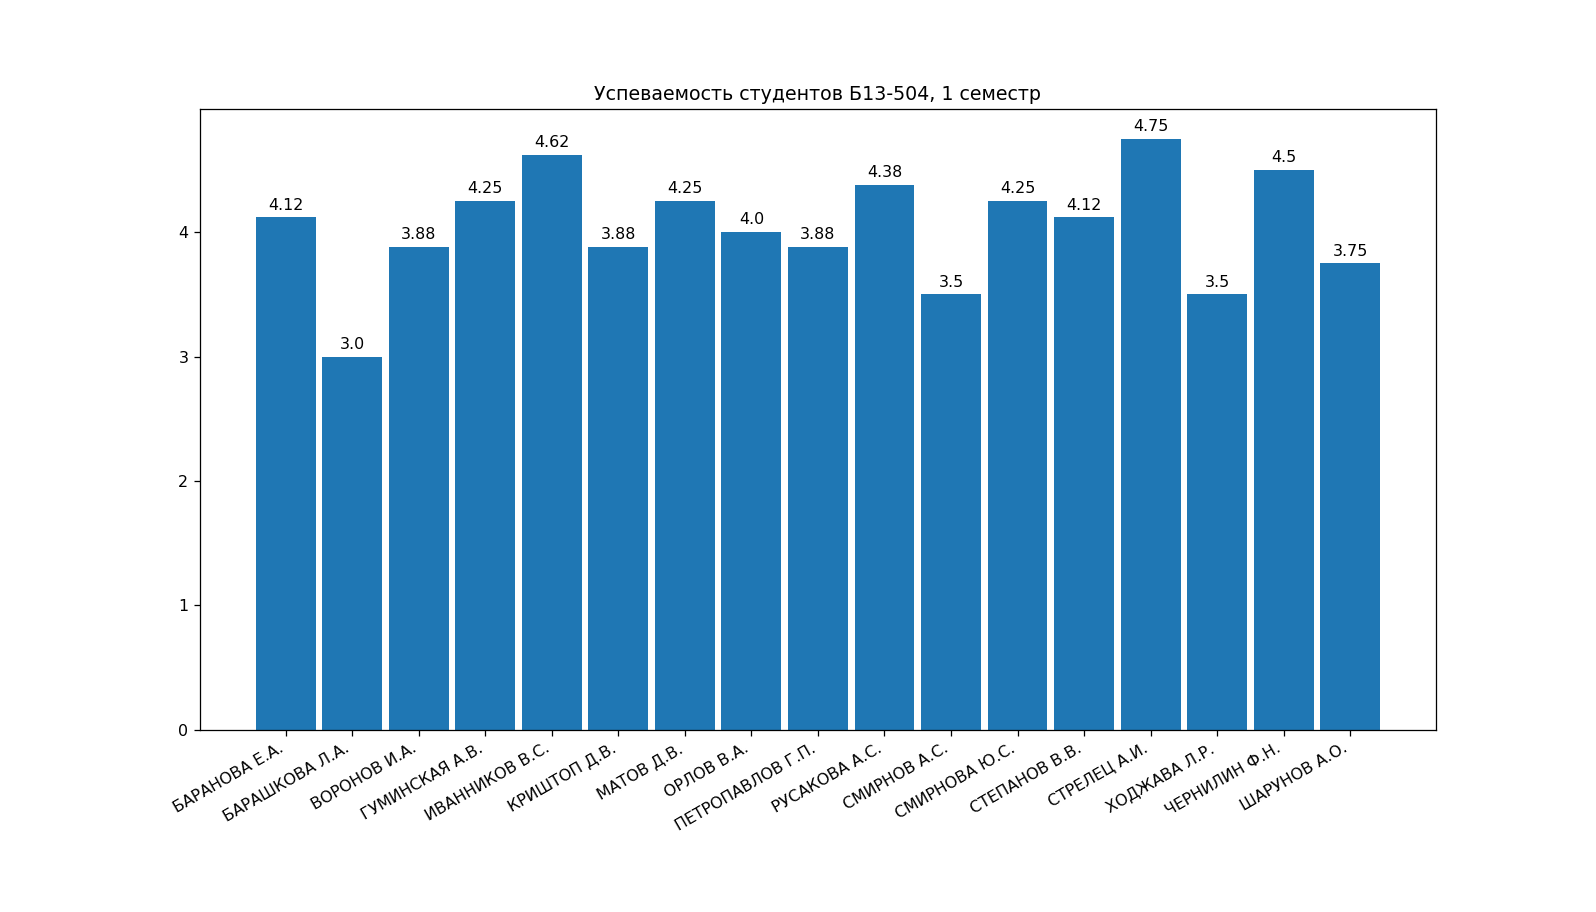 Успеваемость студентов Б13-504, 1 семестр
4.12
3.0
3.88
4.25
4.62
3.88
4.25
4.0
3.88
4.38
3.5
4.25
4.12
4.75
3.5
4.5
3.75
4
3
2
1
0
БАРАНОВА Е.А.
БАРАШКОВА Л.А.
ВОРОНОВ И.А.
ГУМИНСКАЯ А.В.
ИВАННИКОВ В.С.
КРИШТОП Д.В.
МАТОВ Д.В.
ОРЛОВ В.А.
ПЕТРОПАВЛОВ Г.П.
РУСАКОВА А.С.
СМИРНОВ А.С.
СМИРНОВА Ю.С.
СТЕПАНОВ В.В.
СТРЕЛЕЦ А.И.
ХОДЖАВА Л.Р.
ЧЕРНИЛИН Ф.Н.
ШАРУНОВ А.О.